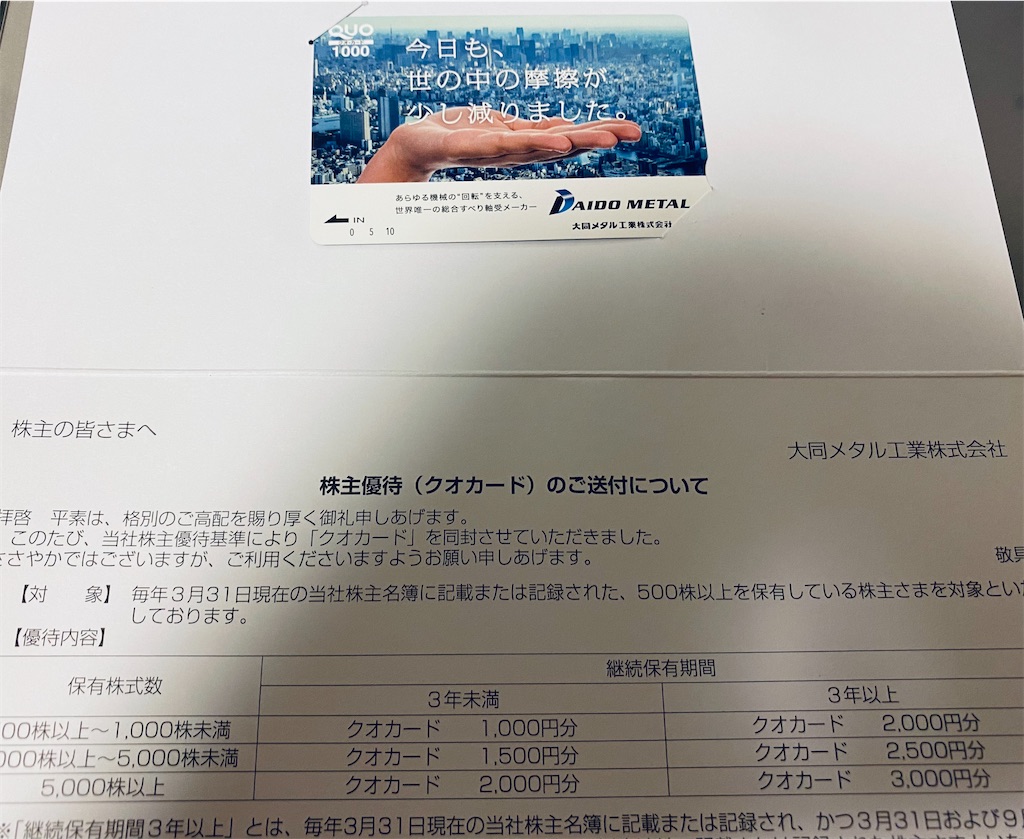 QUO
クオカード
1000
今日も、
世の中の摩擦が
少し減りました。
あらゆる機械の"回転"を支える、
世界唯一の総合すべり軸受メーカー
DAIDO METAL
大同メタル工業株式会社
IN
0 5 10
株主の皆さまへ
大同メタル工業株式会社
株主優待（クオカード）のご送付について
拝啓 平素は、格別のご高配を賜り厚く御礼申しあげます。
このたび、当社株主優待基準により「クオカード」を同封させていただきました。
ささやかではございますが、ご利用くださいますようお願い申しあげます。
敬具
【対 象】 毎年３月31日現在の当社株主名簿に記載または記録された、500株以上を保有している株主さまを対象といた
しております。
【優待内容】
保有株式数 継続保有期間
３年未満 ３年以上
00株以上～1,000株未満 クオカード 1,000円分 クオカード 2,000円分
000株以上～5,000株未満 クオカード 1,500円分 クオカード 2,500円分
5,000株以上 クオカード 2,000円分 クオカード 3,000円分
※「継続保有期間３年以上」とは、毎年3月31日現在の当社株主名簿に記載または記録され、かつ３月31日および９月